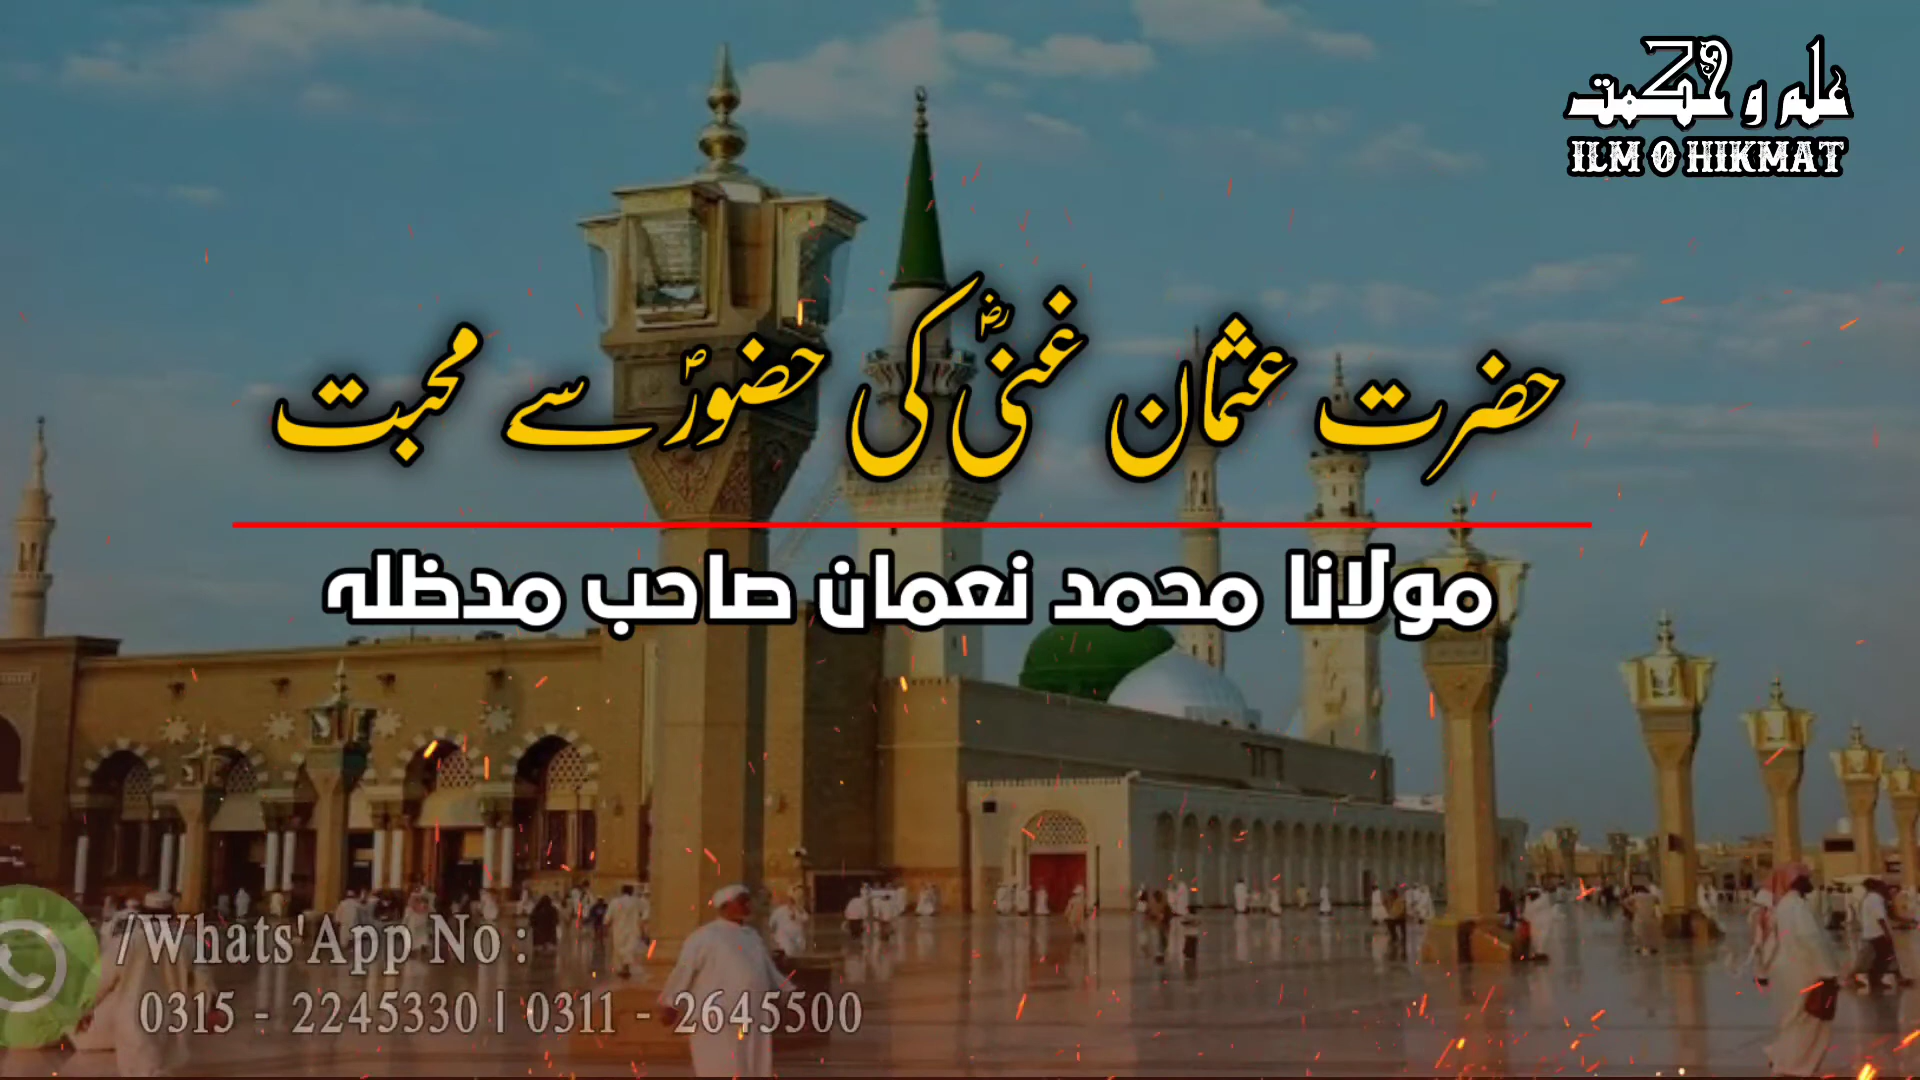 علم و حکمت
ILM O HIKMAT
حضرت عثمان غنیؓ کی حضورؐ سے محبت
مولانا محمد نعمان صاحب مدظلہ
/Whats'App No :
0315 - 2245330 | 0311 - 2645500